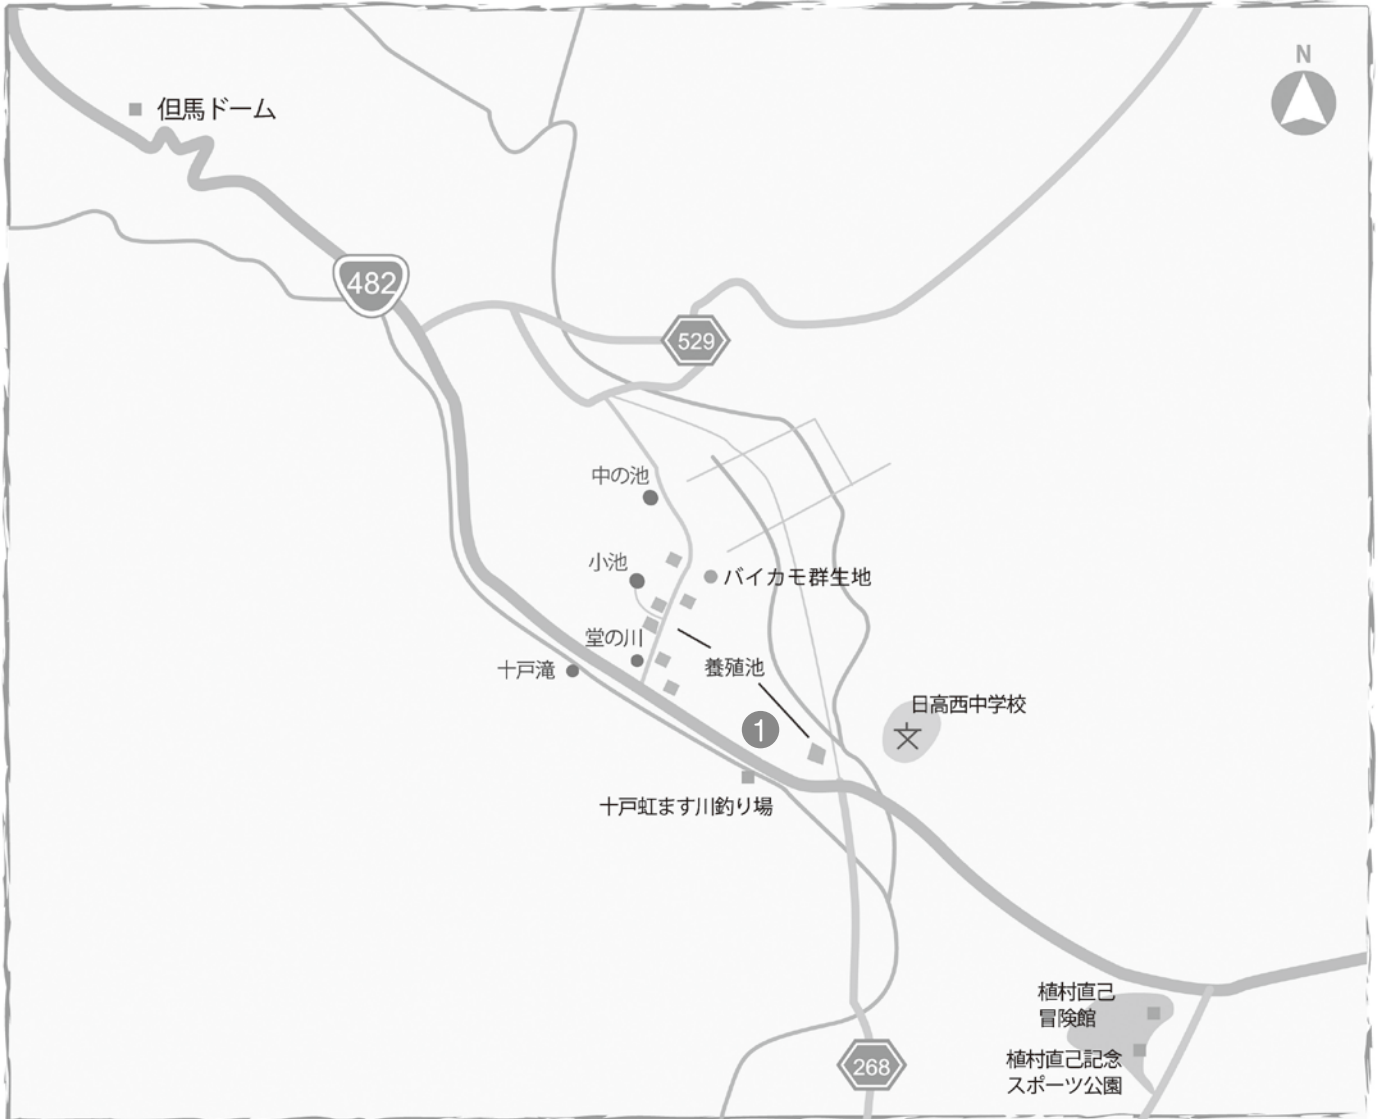 N
但馬ドーム
482
529
中の池
小池
バイカモ群生地
堂の川
十戸滝
養殖池
日高西中学校
1
十戸虹ます川釣り場
植村直己
冒険館
植村直己記念
スポーツ公園
268